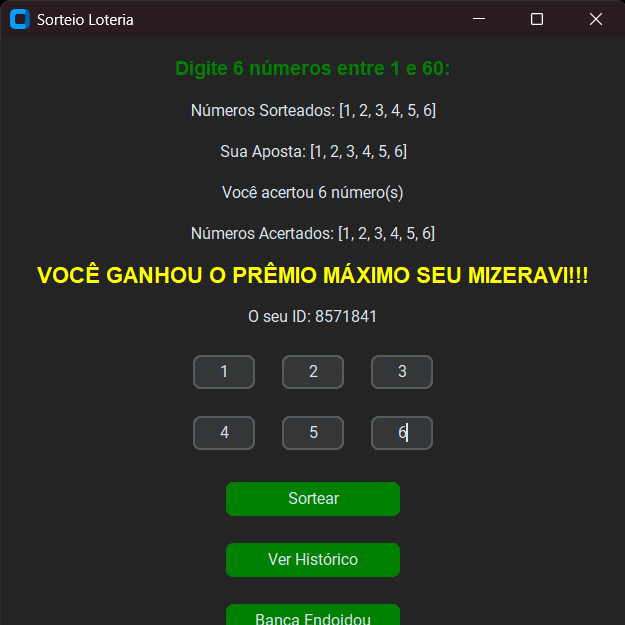 Sorteio Loteria
Digite 6 números entre 1 e 60:
Números Sorteados: [1, 2, 3, 4, 5, 6]
Sua Aposta: [1, 2, 3, 4, 5, 6]
Você acertou 6 número(s)
Números Acertados: [1, 2, 3, 4, 5, 6]
VOCÊ GANHOU O PRÊMIO MÁXIMO SEU MIZERAVI!!!
O seu ID: 8571841
1 2 3
4 5 6
Sortear
Ver Histórico
Banca Endoidou